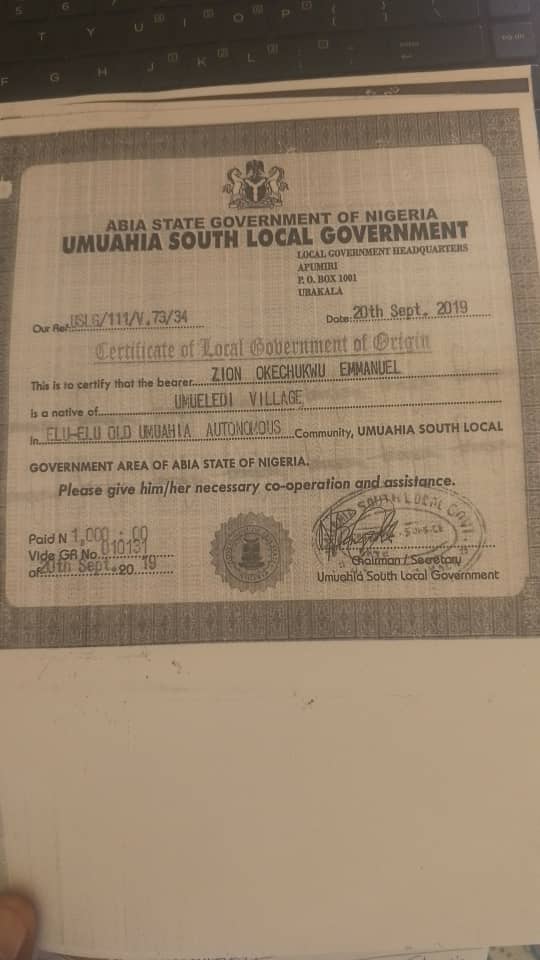 5 6
T Y U I O P { }
F G H J K L : enter
ABIA STATE GOVERNMENT OF NIGERIA
UMUAHIA SOUTH LOCAL GOVERNMENT
LOCAL GOVERNMENT HEADQUARTERS
APUMIRI
P. O. BOX 1001
UBAKALA
Our Ref: USLG/111/V.73/34
Date: 20th Sept. 2019
Certificate of Local Government of Origin
This is to certify that the bearer ZION OKECHUKWU EMMANUEL
is a native of UMUELEDI VILLAGE
In ELU-ELU OLD UMUAHIA AUTONOMOUS Community, UMUAHIA SOUTH LOCAL
GOVERNMENT AREA OF ABIA STATE OF NIGERIA.
Please give him/her necessary co-operation and assistance.
Paid N 1,000 : 00
Vide GR No. 010137
of 20th Sept. 20 19
Chairman / Secretary
Umuahia South Local Government